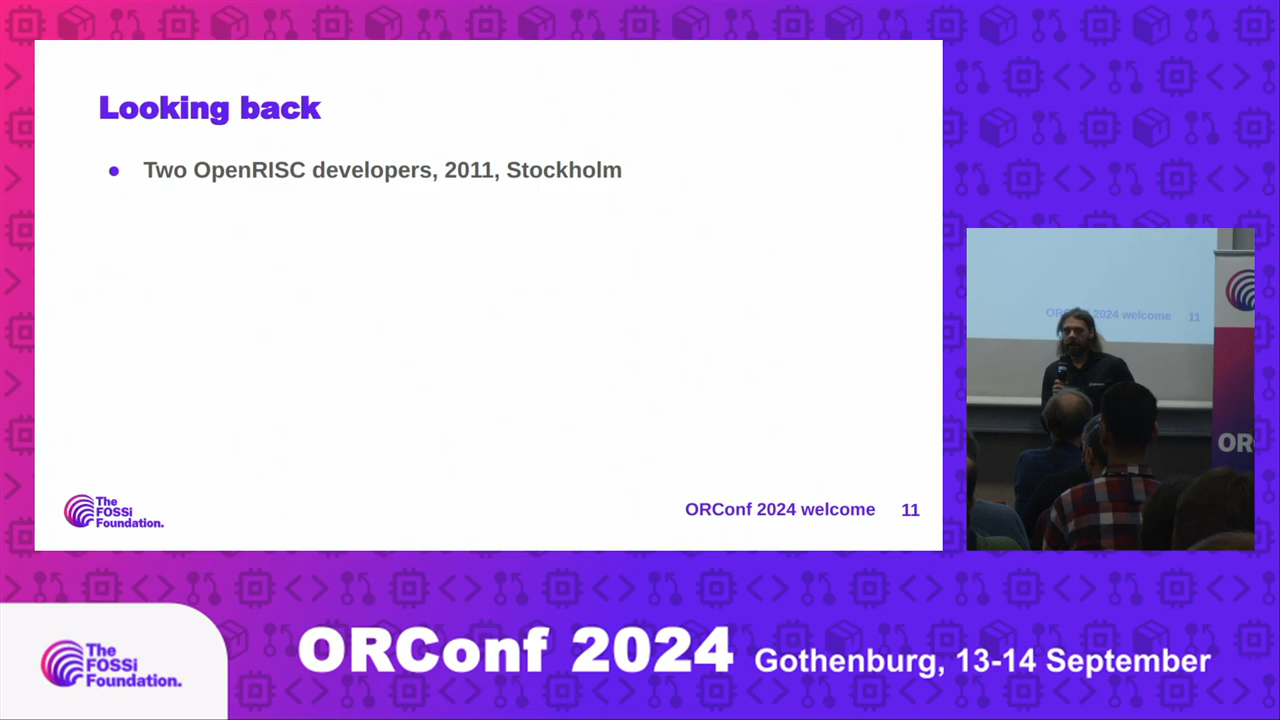 Looking back
● Two OpenRISC developers, 2011, Stockholm
The
FOSSi
Foundation.
ORConf 2024 welcome 11
2024 welcome 11
OR
The
FOSSi
Foundation.
ORConf 2024 Gothenburg, 13-14 September